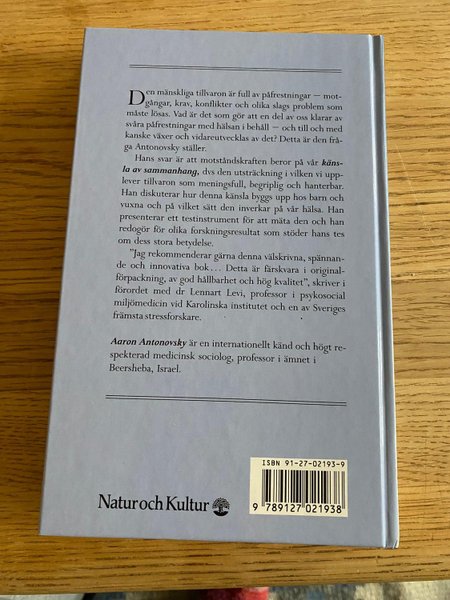 Den mänskliga tillvaron är full av påfrestningar — mot-
gångar, krav, konflikter och olika slags problem som
måste lösas. Vad är det som gör att en del av oss klarar av
svåra påfrestningar med hälsan i behåll — och till och med
kanske växer och vidareutvecklas av det? Detta är den frå-
ga Antonovsky ställer.
Hans svar är att motståndskraften beror på vår käns-
la av sammanhang, dvs den utsträckning i vilken vi upp-
lever tillvaron som meningsfull, begriplig och hanterbar.
Han diskuterar hur denna känsla byggs upp hos barn och
vuxna och på vilket sätt den inverkar på vår hälsa. Han
presenterar ett testinstrument för att mäta den och han
redogör för olika forskningsresultat som stöder hans tes
om dess stora betydelse.
"Jag rekommenderar gärna denna välskrivna, spännan-
de och innovativa bok... Detta är färskvara i original-
förpackning, av god hållbarhet och hög kvalitet", skriver i
förordet med dr Lennart Levi, professor i psykosocial
miljömedicin vid Karolinska institutet och en av Sveriges
främsta stressforskare.
Aaron Antonovsky är en internationellt känd och högt re-
spekterad medicinsk sociolog, professor i ämnet i
Beersheba, Israel.
ISBN 91-27-02193-9
9 789127 021938
Natur och Kultur